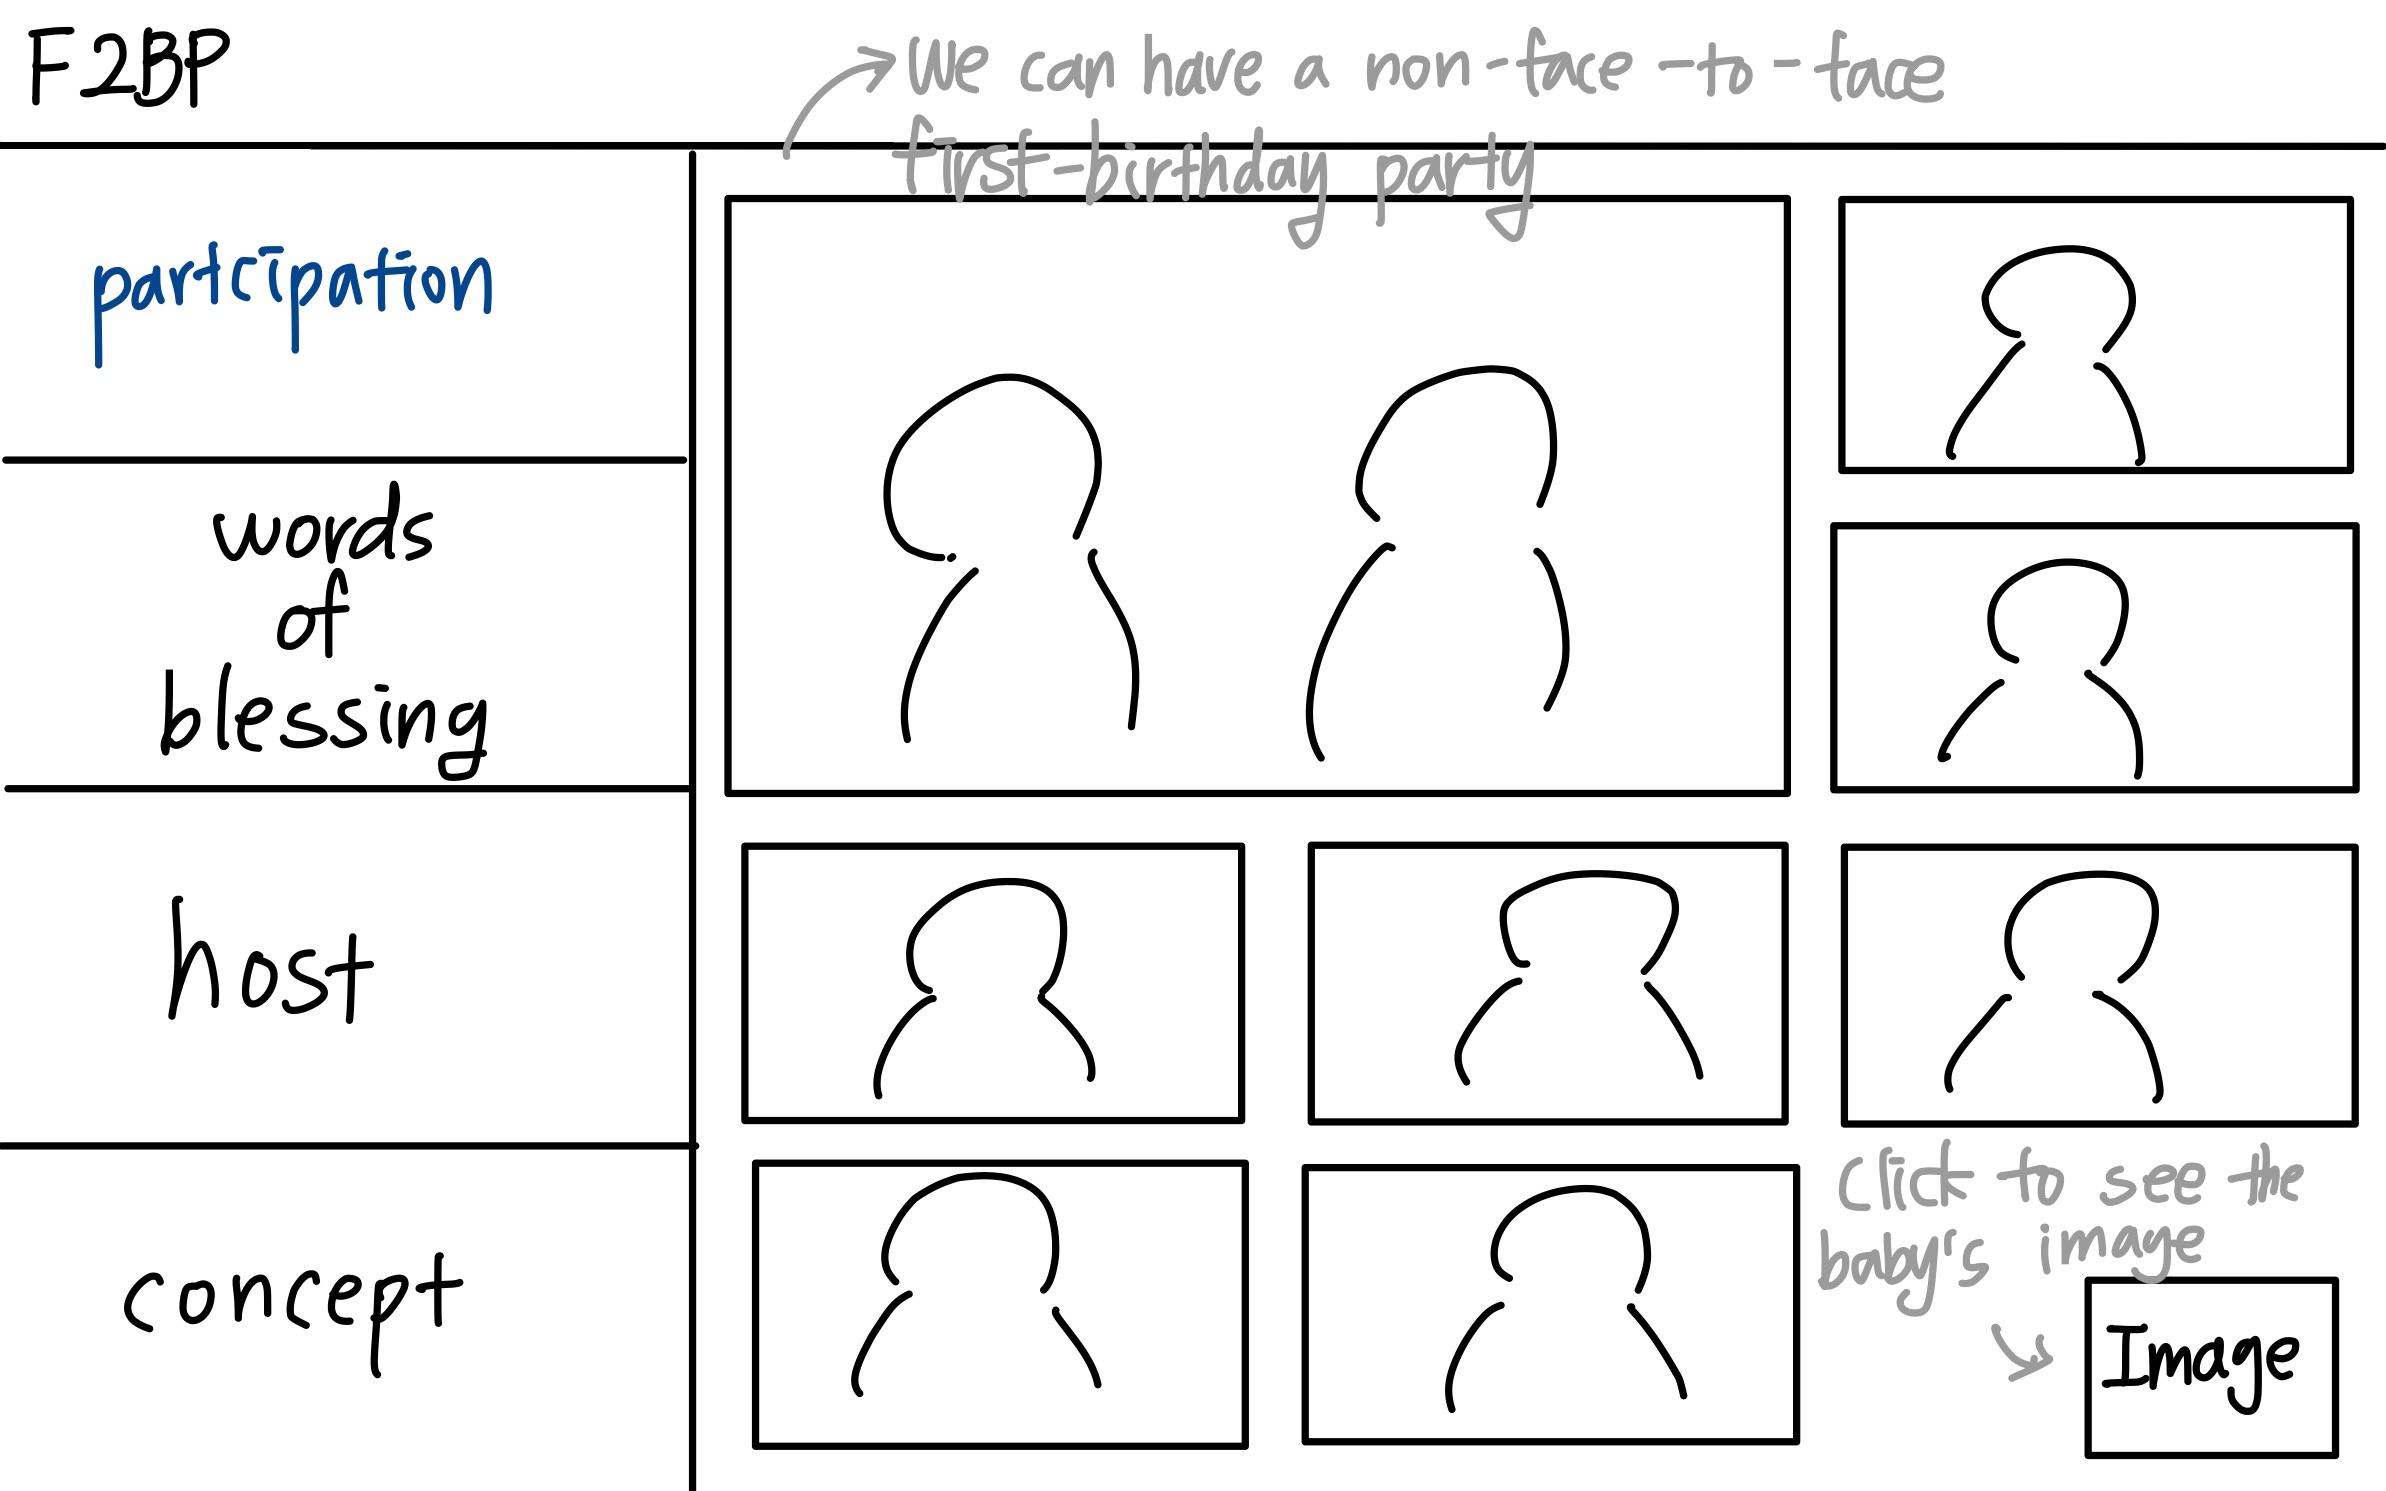 F2BP
We can have a non-face-to-face
first-birthday party
participation
words
of
blessing
host
concept
Click to see the
baby's image
Image